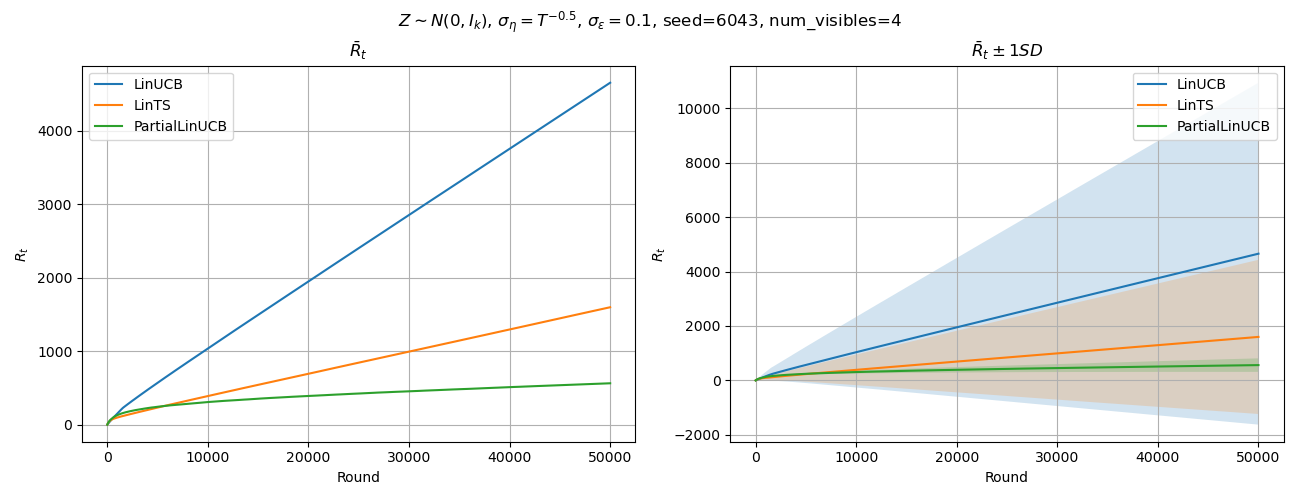 Z ∼ N(0, I_k), σ_η = T^{−0.5}, σ_ε = 0.1, seed=6043, num_visibles=4
R̄_t
LinUCB
LinTS
PartialLinUCB
R_t
4000
3000
2000
1000
0
0 10000 20000 30000 40000 50000
Round
R̄_t ± 1SD
LinUCB
LinTS
PartialLinUCB
R_t
10000
8000
6000
4000
2000
0
−2000
0 10000 20000 30000 40000 50000
Round